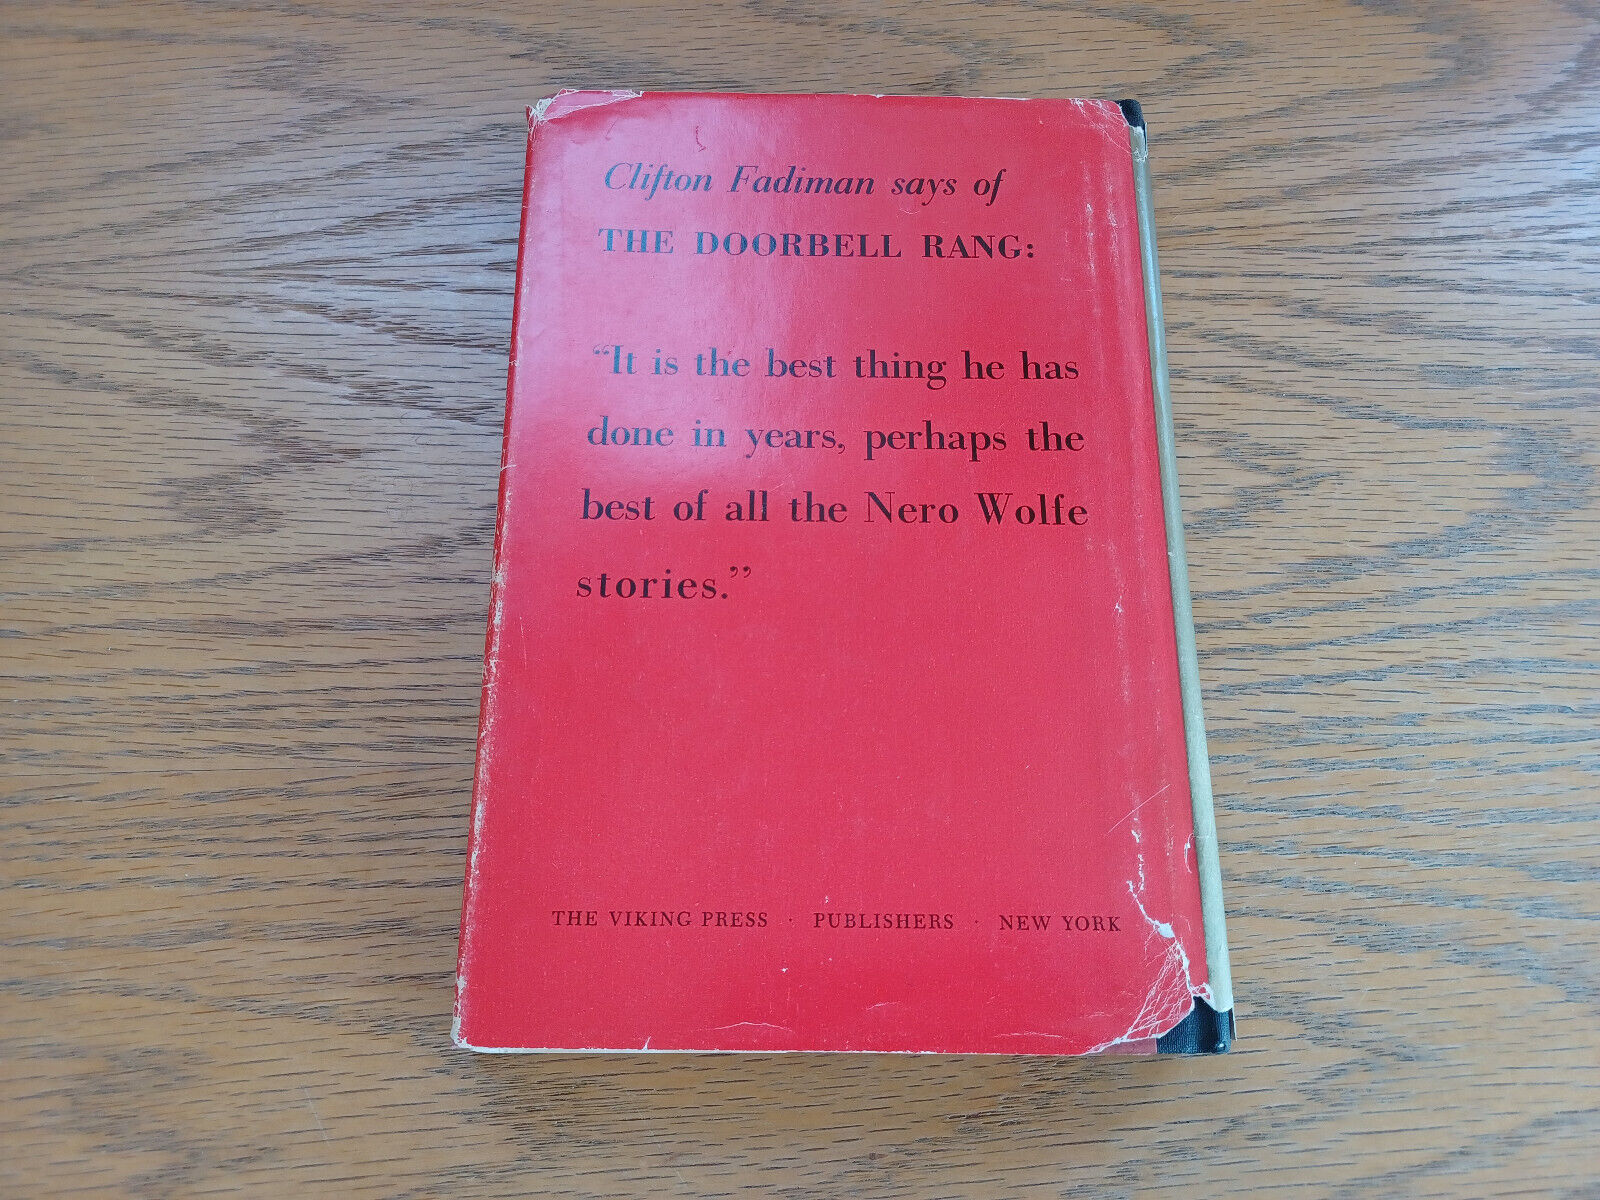 Clifton Fadiman says of
THE DOORBELL RANG:
“It is the best thing he has
done in years, perhaps the
best of all the Nero Wolfe
stories.”
THE VIKING PRESS · PUBLISHERS · NEW YORK